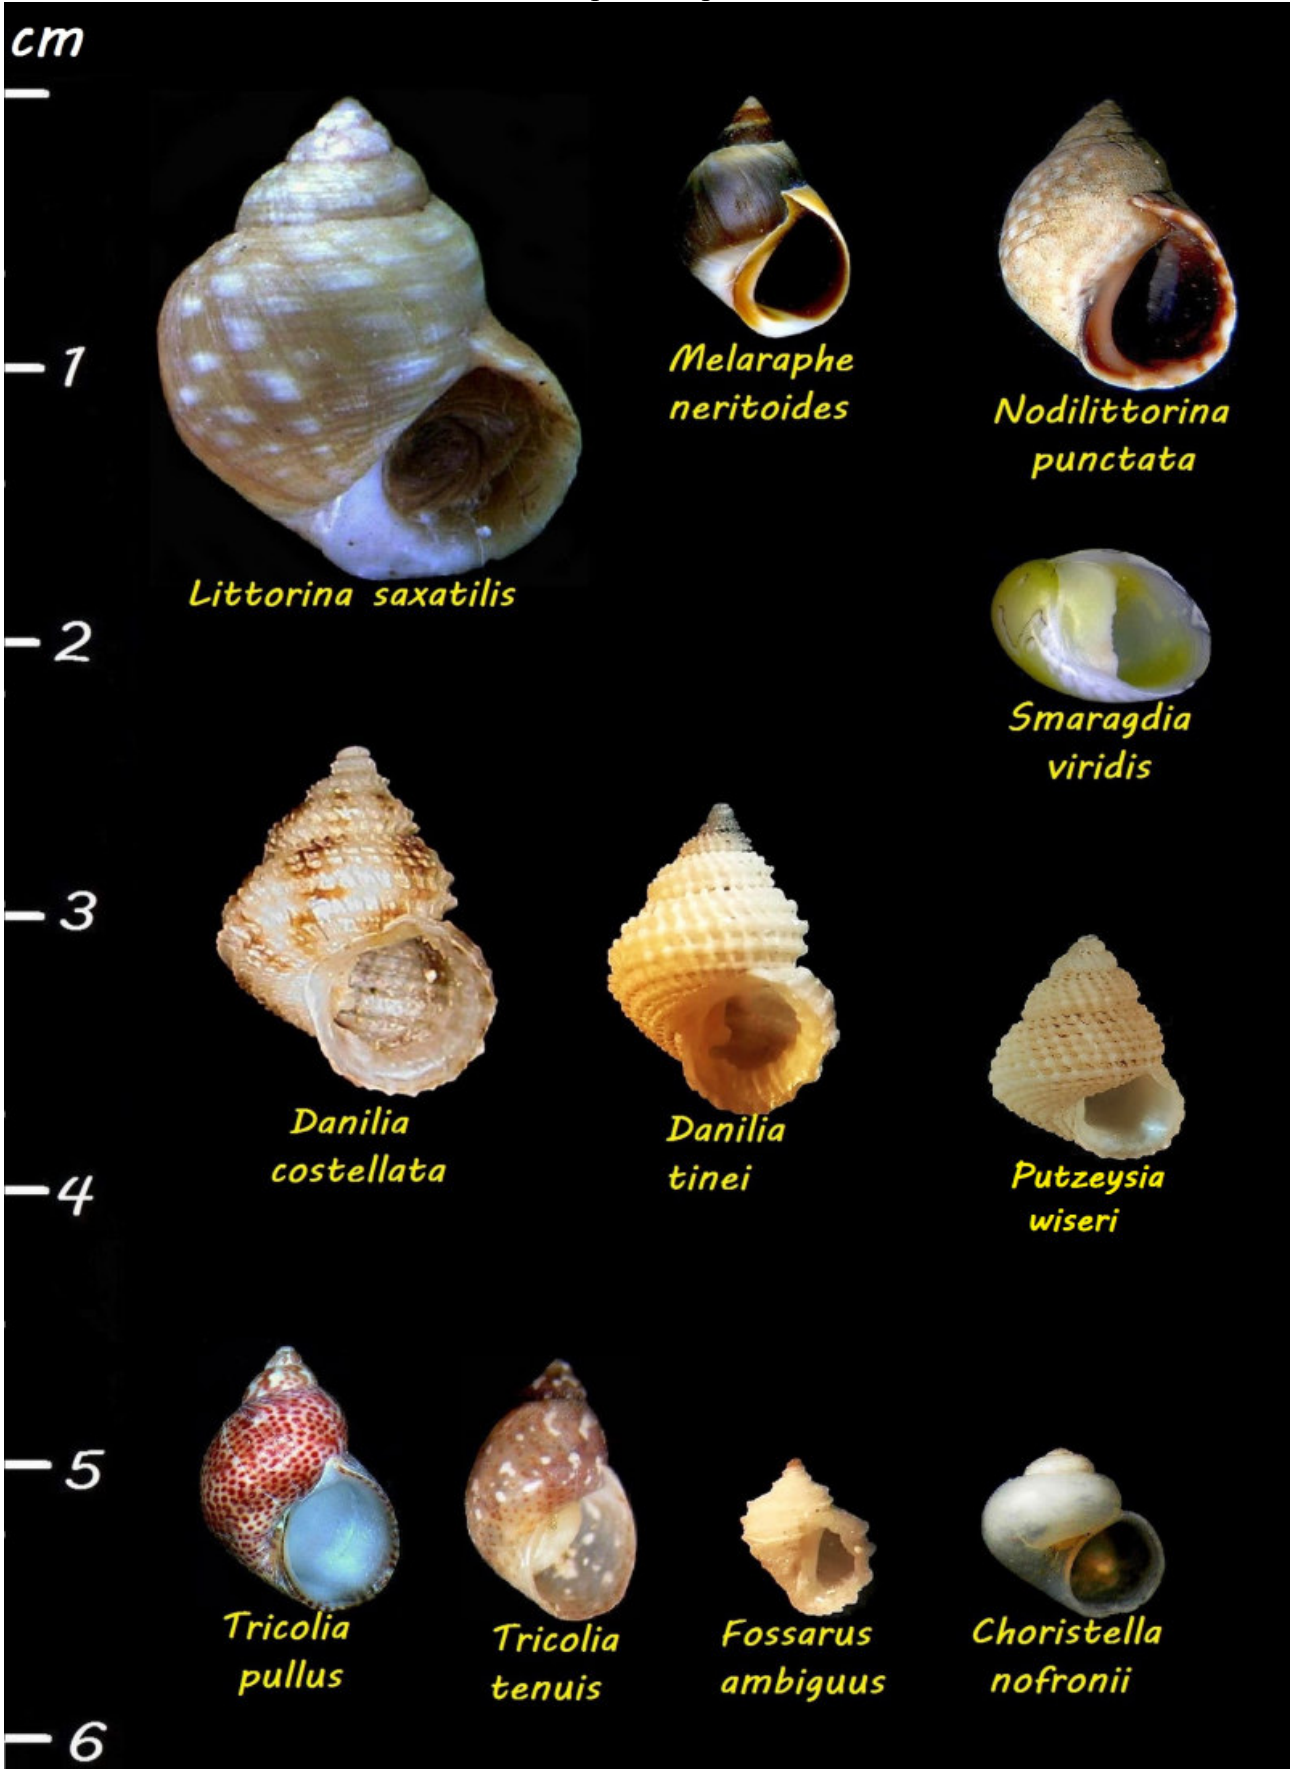 cm
1
Melaraphe
neritoides
Nodilittorina
punctata
Littorina saxatilis
2
Smaragdia
viridis
3
Danilia
costellata
Danilia
tinei
Putzeysia
wiseri
4
5
Tricolia
pullus
Tricolia
tenuis
Fossarus
ambiguus
Choristella
nofronii
6